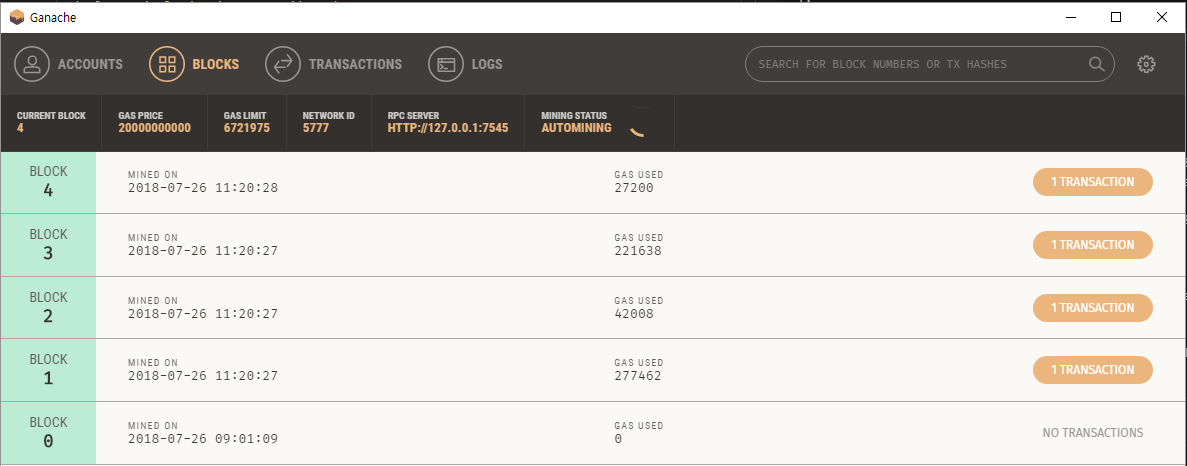 Ganache
ACCOUNTS BLOCKS TRANSACTIONS LOGS SEARCH FOR BLOCK NUMBERS OR TX HASHES
CURRENT BLOCK GAS PRICE GAS LIMIT NETWORK ID RPC SERVER MINING STATUS
4 20000000000 6721975 5777 HTTP://127.0.0.1:7545 AUTOMINING
BLOCK MINED ON GAS USED
4 2018-07-26 11:20:28 27200 1 TRANSACTION
BLOCK MINED ON GAS USED
3 2018-07-26 11:20:27 221638 1 TRANSACTION
BLOCK MINED ON GAS USED
2 2018-07-26 11:20:27 42008 1 TRANSACTION
BLOCK MINED ON GAS USED
1 2018-07-26 11:20:27 277462 1 TRANSACTION
BLOCK MINED ON GAS USED
0 2018-07-26 09:01:09 0 NO TRANSACTIONS